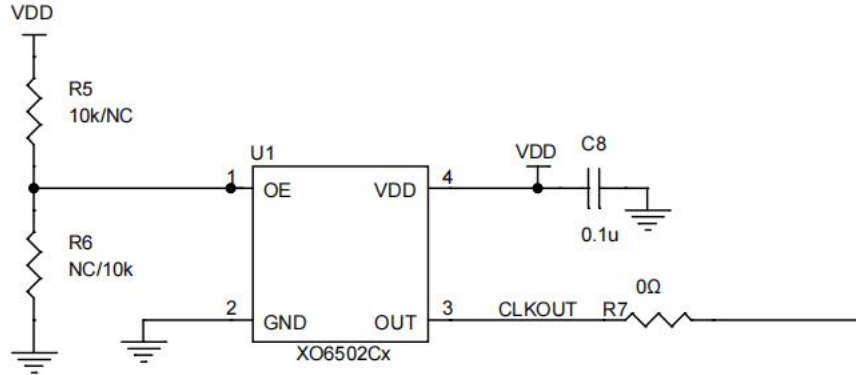 VDD
R5
10k/NC
U1
1
OE
VDD
4
VDD
C8
0.1u
R6
NC/10k
2
GND
OUT
3
CLKOUT
R7
0Ω
XO6502Cx